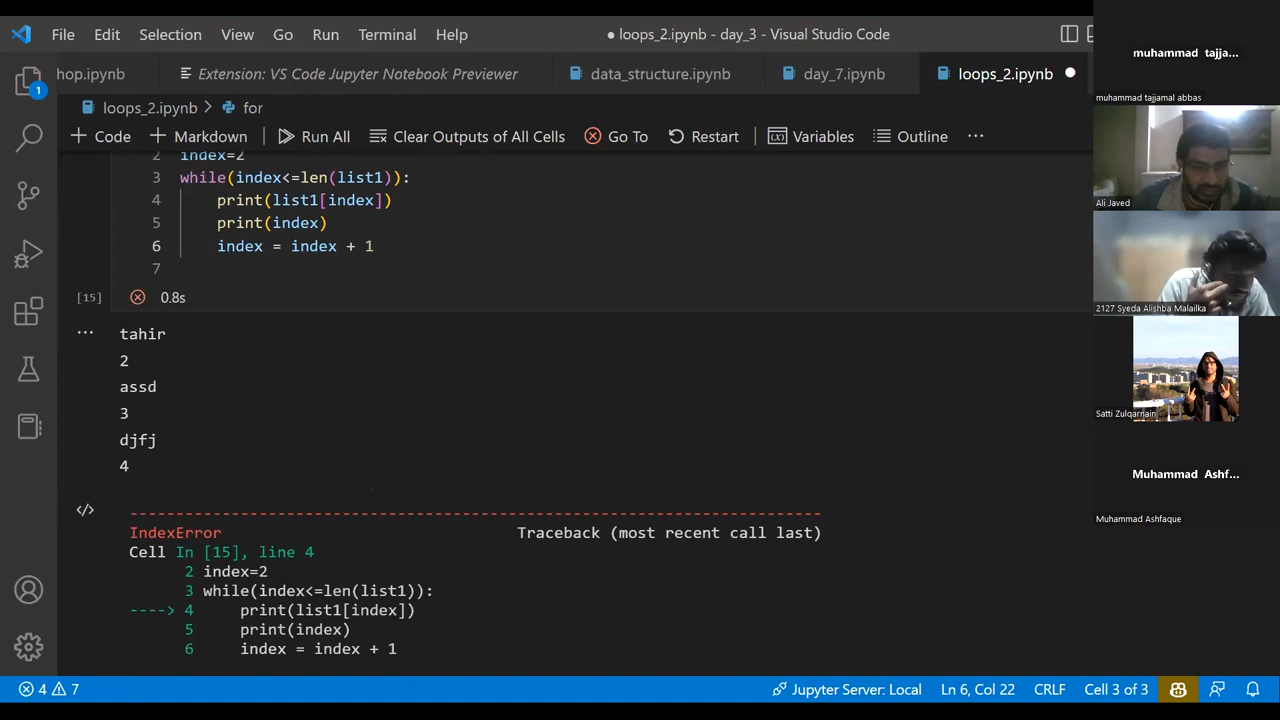 File Edit Selection View Go Run Terminal Help ● loops_2.ipynb - day_3 - Visual Studio Code
hop.ipynb Extension: VS Code Jupyter Notebook Previewer data_structure.ipynb day_7.ipynb loops_2.ipynb
loops_2.ipynb > for
+ Code + Markdown Run All Clear Outputs of All Cells Go To Restart Variables Outline ...
2 index=2
3 while(index<=len(list1)):
4 print(list1[index])
5 print(index)
6 index = index + 1
7
[15] 0.8s
... tahir
2
assd
3
djfj
4
</> ---------------------------------------------------------------------------
IndexError Traceback (most recent call last)
Cell In [15], line 4
2 index=2
3 while(index<=len(list1)):
----> 4 print(list1[index])
5 print(index)
6 index = index + 1
1
4 7 Jupyter Server: Local Ln 6, Col 22 CRLF Cell 3 of 3
muhammad tajja...
muhammad tajjamal abbas
Ali Javed
2127 Syeda Alishba Malailka
Satti Zulqarnain
Muhammad Ashf...
Muhammad Ashfaque